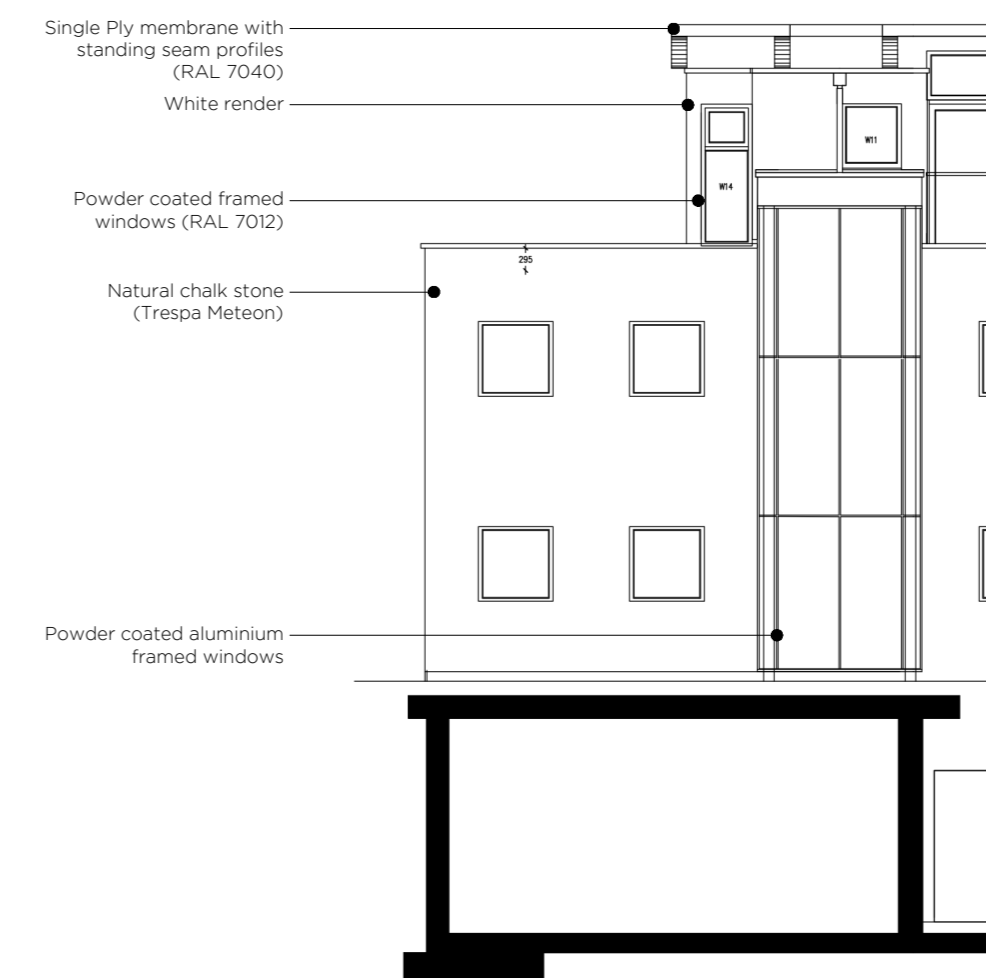 Single Ply membrane with
standing seam profiles
(RAL 7040)
White render
W11
W14
Powder coated framed
windows (RAL 7012)
295
Natural chalk stone
(Trespa Meteon)
Powder coated aluminium
framed windows